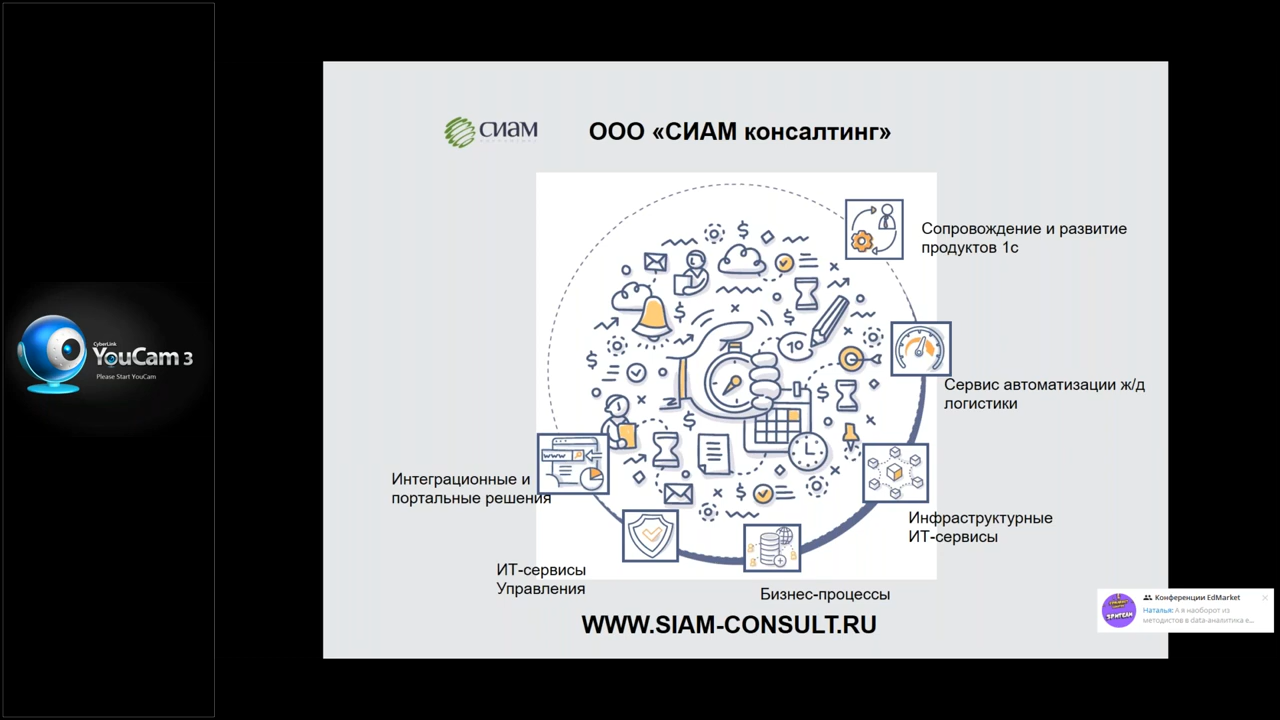 СИАМ
ООО «СИАМ консалтинг»
Сопровождение и развитие
продуктов 1с
Сервис автоматизации ж/д
логистики
Интеграционные и
портальные решения
www
Инфраструктурные
ИТ-сервисы
ИТ-сервисы
Управления
Бизнес-процессы
WWW.SIAM-CONSULT.RU
CyberLink
YouCam 3
Please Start YouCam
Конференции EdMarket
Наталья: А я наоборот из
методистов в data-аналитика е...